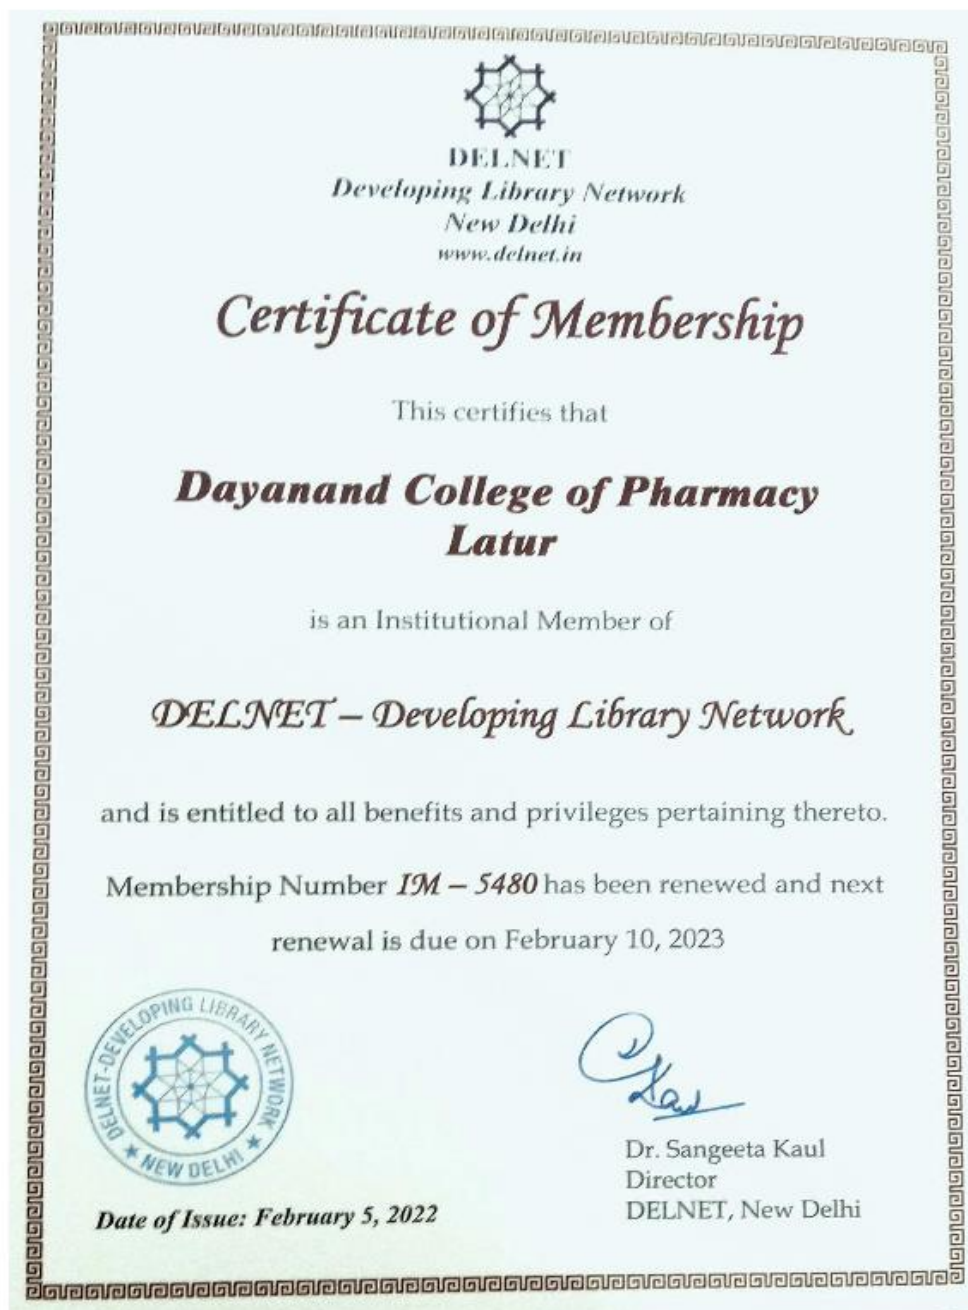 DELNET
Developing Library Network
New Delhi
www.delnet.in
Certificate of Membership
This certifies that
Dayanand College of Pharmacy
Latur
is an Institutional Member of
DELNET – Developing Library Network
and is entitled to all benefits and privileges pertaining thereto.
Membership Number IM – 5480 has been renewed and next
renewal is due on February 10, 2023
DELNET-DEVELOPING LIBRARY NETWORK
★ NEW DELHI ★
Dr. Sangeeta Kaul
Director
DELNET, New Delhi
Date of Issue: February 5, 2022